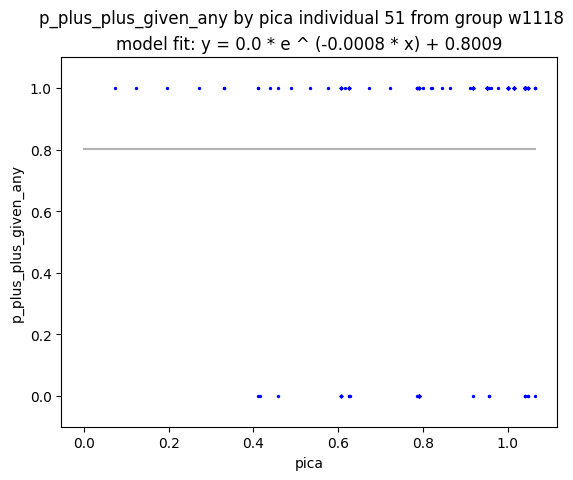 p_plus_plus_given_any by pica individual 51 from group w1118
model fit: y = 0.0 * e ^ (-0.0008 * x) + 0.8009
1.0
0.8
0.6
0.4
0.2
0.0
p_plus_plus_given_any
0.0 0.2 0.4 0.6 0.8 1.0
pica